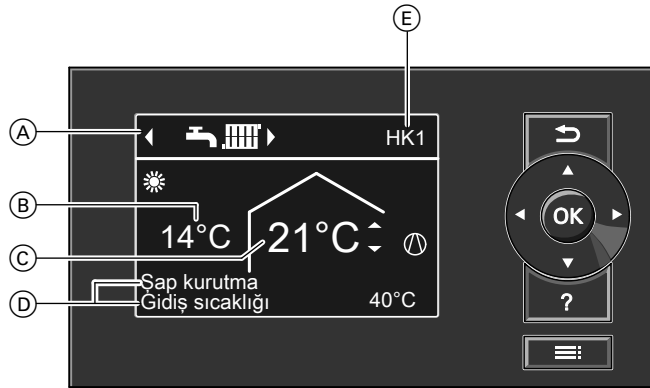 E
A
HK1
B
14°C
21°C
C
OK
D
Şap kurutma
Gidiş sıcaklığı
40°C
?